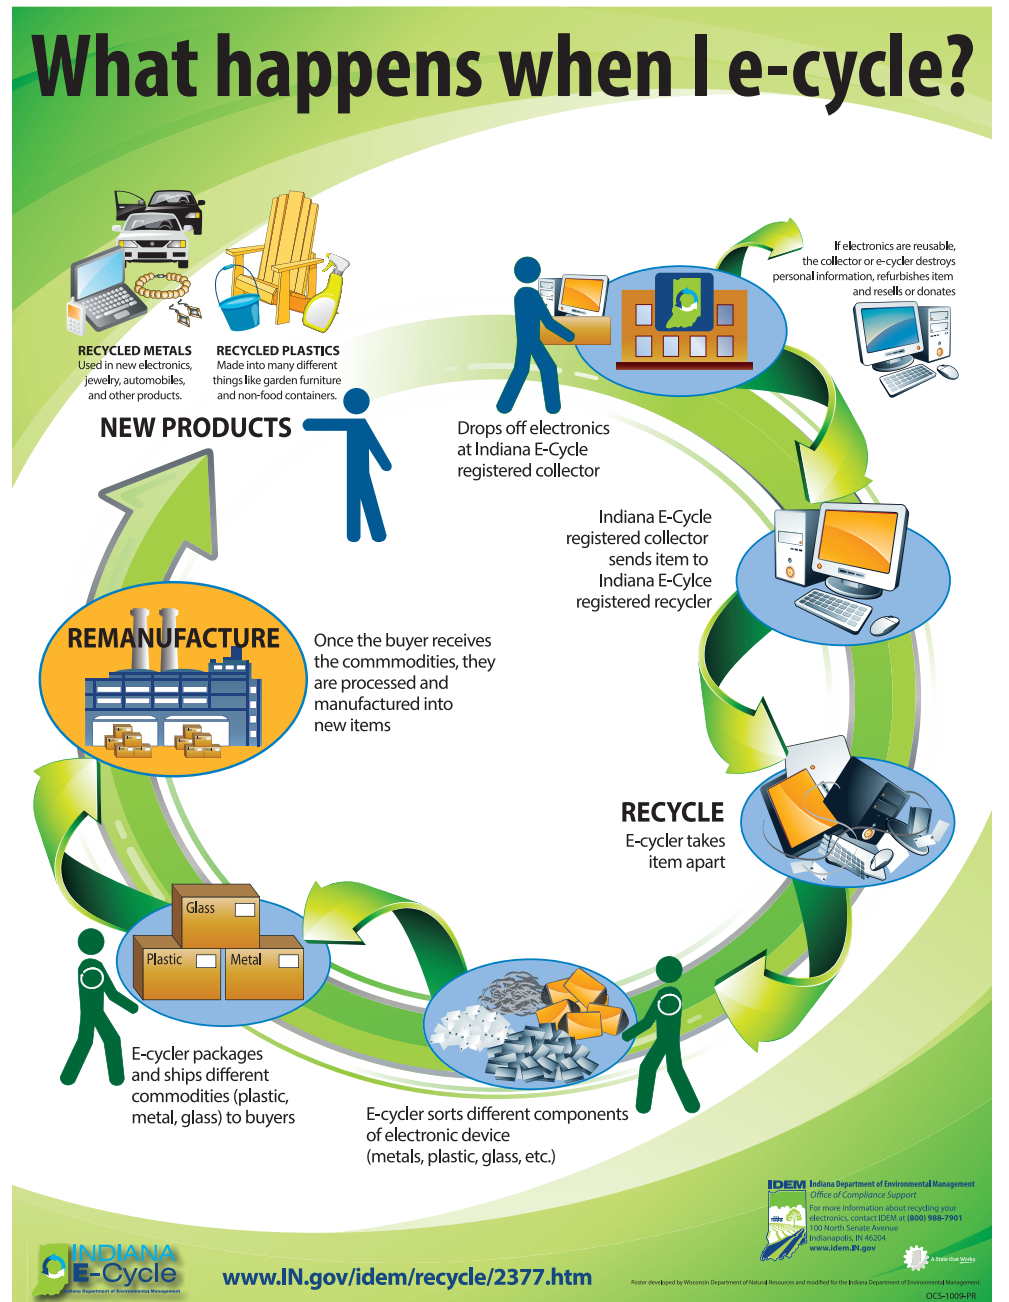 What happens when I e-cycle?
If electronics are reusable,
the collector or e-cycler destroys
personal information, refurbishes item
and resells or donates
RECYCLED METALS
Used in new electronics,
jewelry, automobiles,
and other products.
RECYCLED PLASTICS
Made into many different
things like garden furniture
and non-food containers.
NEW PRODUCTS
Drops off electronics
at Indiana E-Cycle
registered collector
Indiana E-Cycle
registered collector
sends item to
Indiana E-Cylce
registered recycler
REMANUFACTURE
Once the buyer receives
the commmodities, they
are processed and
manufactured into
new items
RECYCLE
E-cycler takes
item apart
Glass
Plastic
Metal
E-cycler packages
and ships different
commodities (plastic,
metal, glass) to buyers
E-cycler sorts different components
of electronic device
(metals, plastic, glass, etc.)
IDEM
Indiana Department of Environmental Management
Office of Compliance Support
For more information about recycling your
electronics, contact IDEM at (800) 988-7901
100 North Senate Avenue
Indianapolis, IN 46204
www.idem.IN.gov
A State that Works
INDIANA
E-Cycle
Indiana Department of Environmental Management
www.IN.gov/idem/recycle/2377.htm
Poster developed by Wisconsin Department of Natural Resources and modified for the Indiana Department of Environmental Management.
OCS-1009-PR